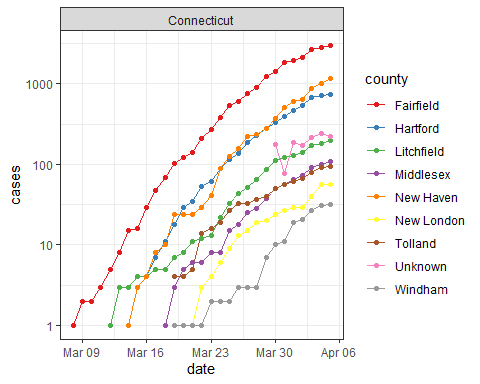 Connecticut
cases
1000
100
10
1
Mar 09 Mar 16 Mar 23 Mar 30 Apr 06
date
county
Fairfield
Hartford
Litchfield
Middlesex
New Haven
New London
Tolland
Unknown
Windham